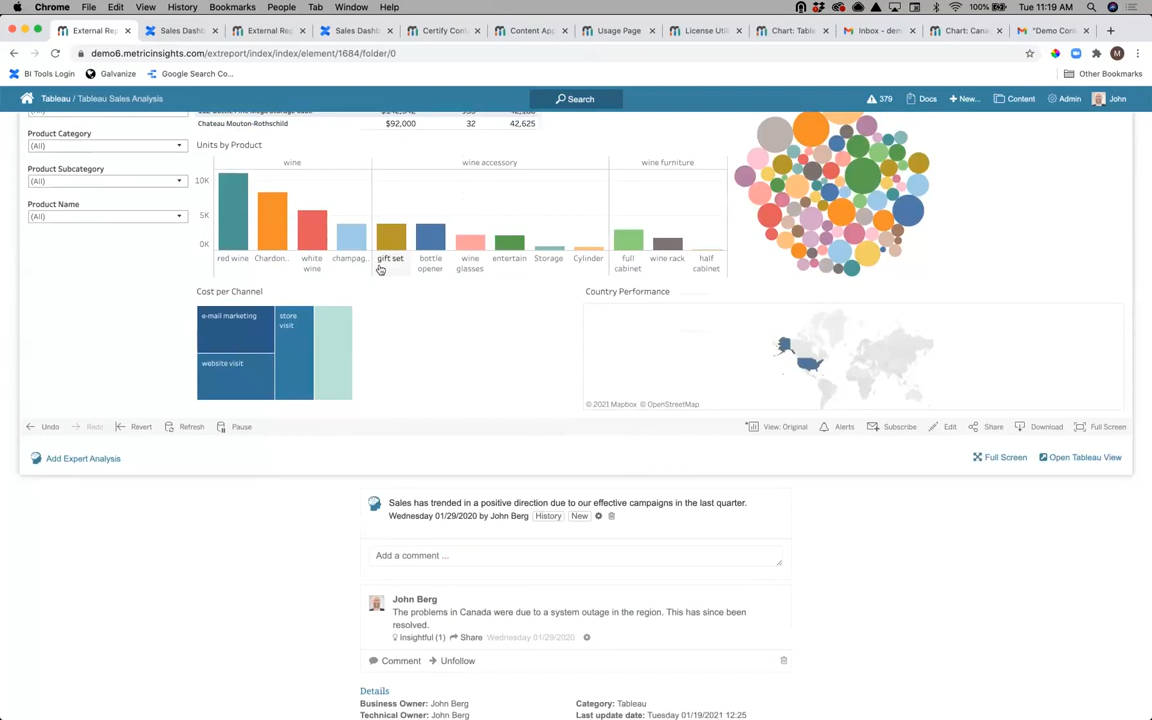 Chrome File Edit View History Bookmarks People Tab Window Help 100% Tue 11:19 AM
External Rep Sales Dashb External Rep Sales Dashb Certify Cont Content App Usage Page License Utili Chart: Table Inbox - dem Chart: Cana "Demo Con
demo6.metricinsights.com/extreport/index/index/element/1684/folder/0
BI Tools Login Galvanize Google Search Co... Other Bookmarks
Tableau / Tableau Sales Analysis Search 379 Docs + New... Content Admin John
Chateau Mouton-Rothschild $92,000 32 42,625
Product Category
(All)
Product Subcategory
(All)
Product Name
(All)
Units by Product
wine wine accessory wine furniture
10K
5K
0K
red wine Chardon.. white wine champag.. gift set bottle opener wine glasses entertain Storage Cylinder full cabinet wine rack half cabinet
Cost per Channel
e-mail marketing
store visit
website visit
Country Performance
© 2021 Mapbox © OpenStreetMap
Undo Redo Revert Refresh Pause View: Original Alerts Subscribe Edit Share Download Full Screen
Add Expert Analysis Full Screen Open Tableau View
Sales has trended in a positive direction due to our effective campaigns in the last quarter.
Wednesday 01/29/2020 by John Berg History New
Add a comment ...
John Berg
The problems in Canada were due to a system outage in the region. This has since been
resolved.
Insightful (1) Share Wednesday 01/29/2020
Comment Unfollow
Details
Business Owner: John Berg Category: Tableau
Technical Owner: John Berg Last update date: Tuesday 01/19/2021 12:25